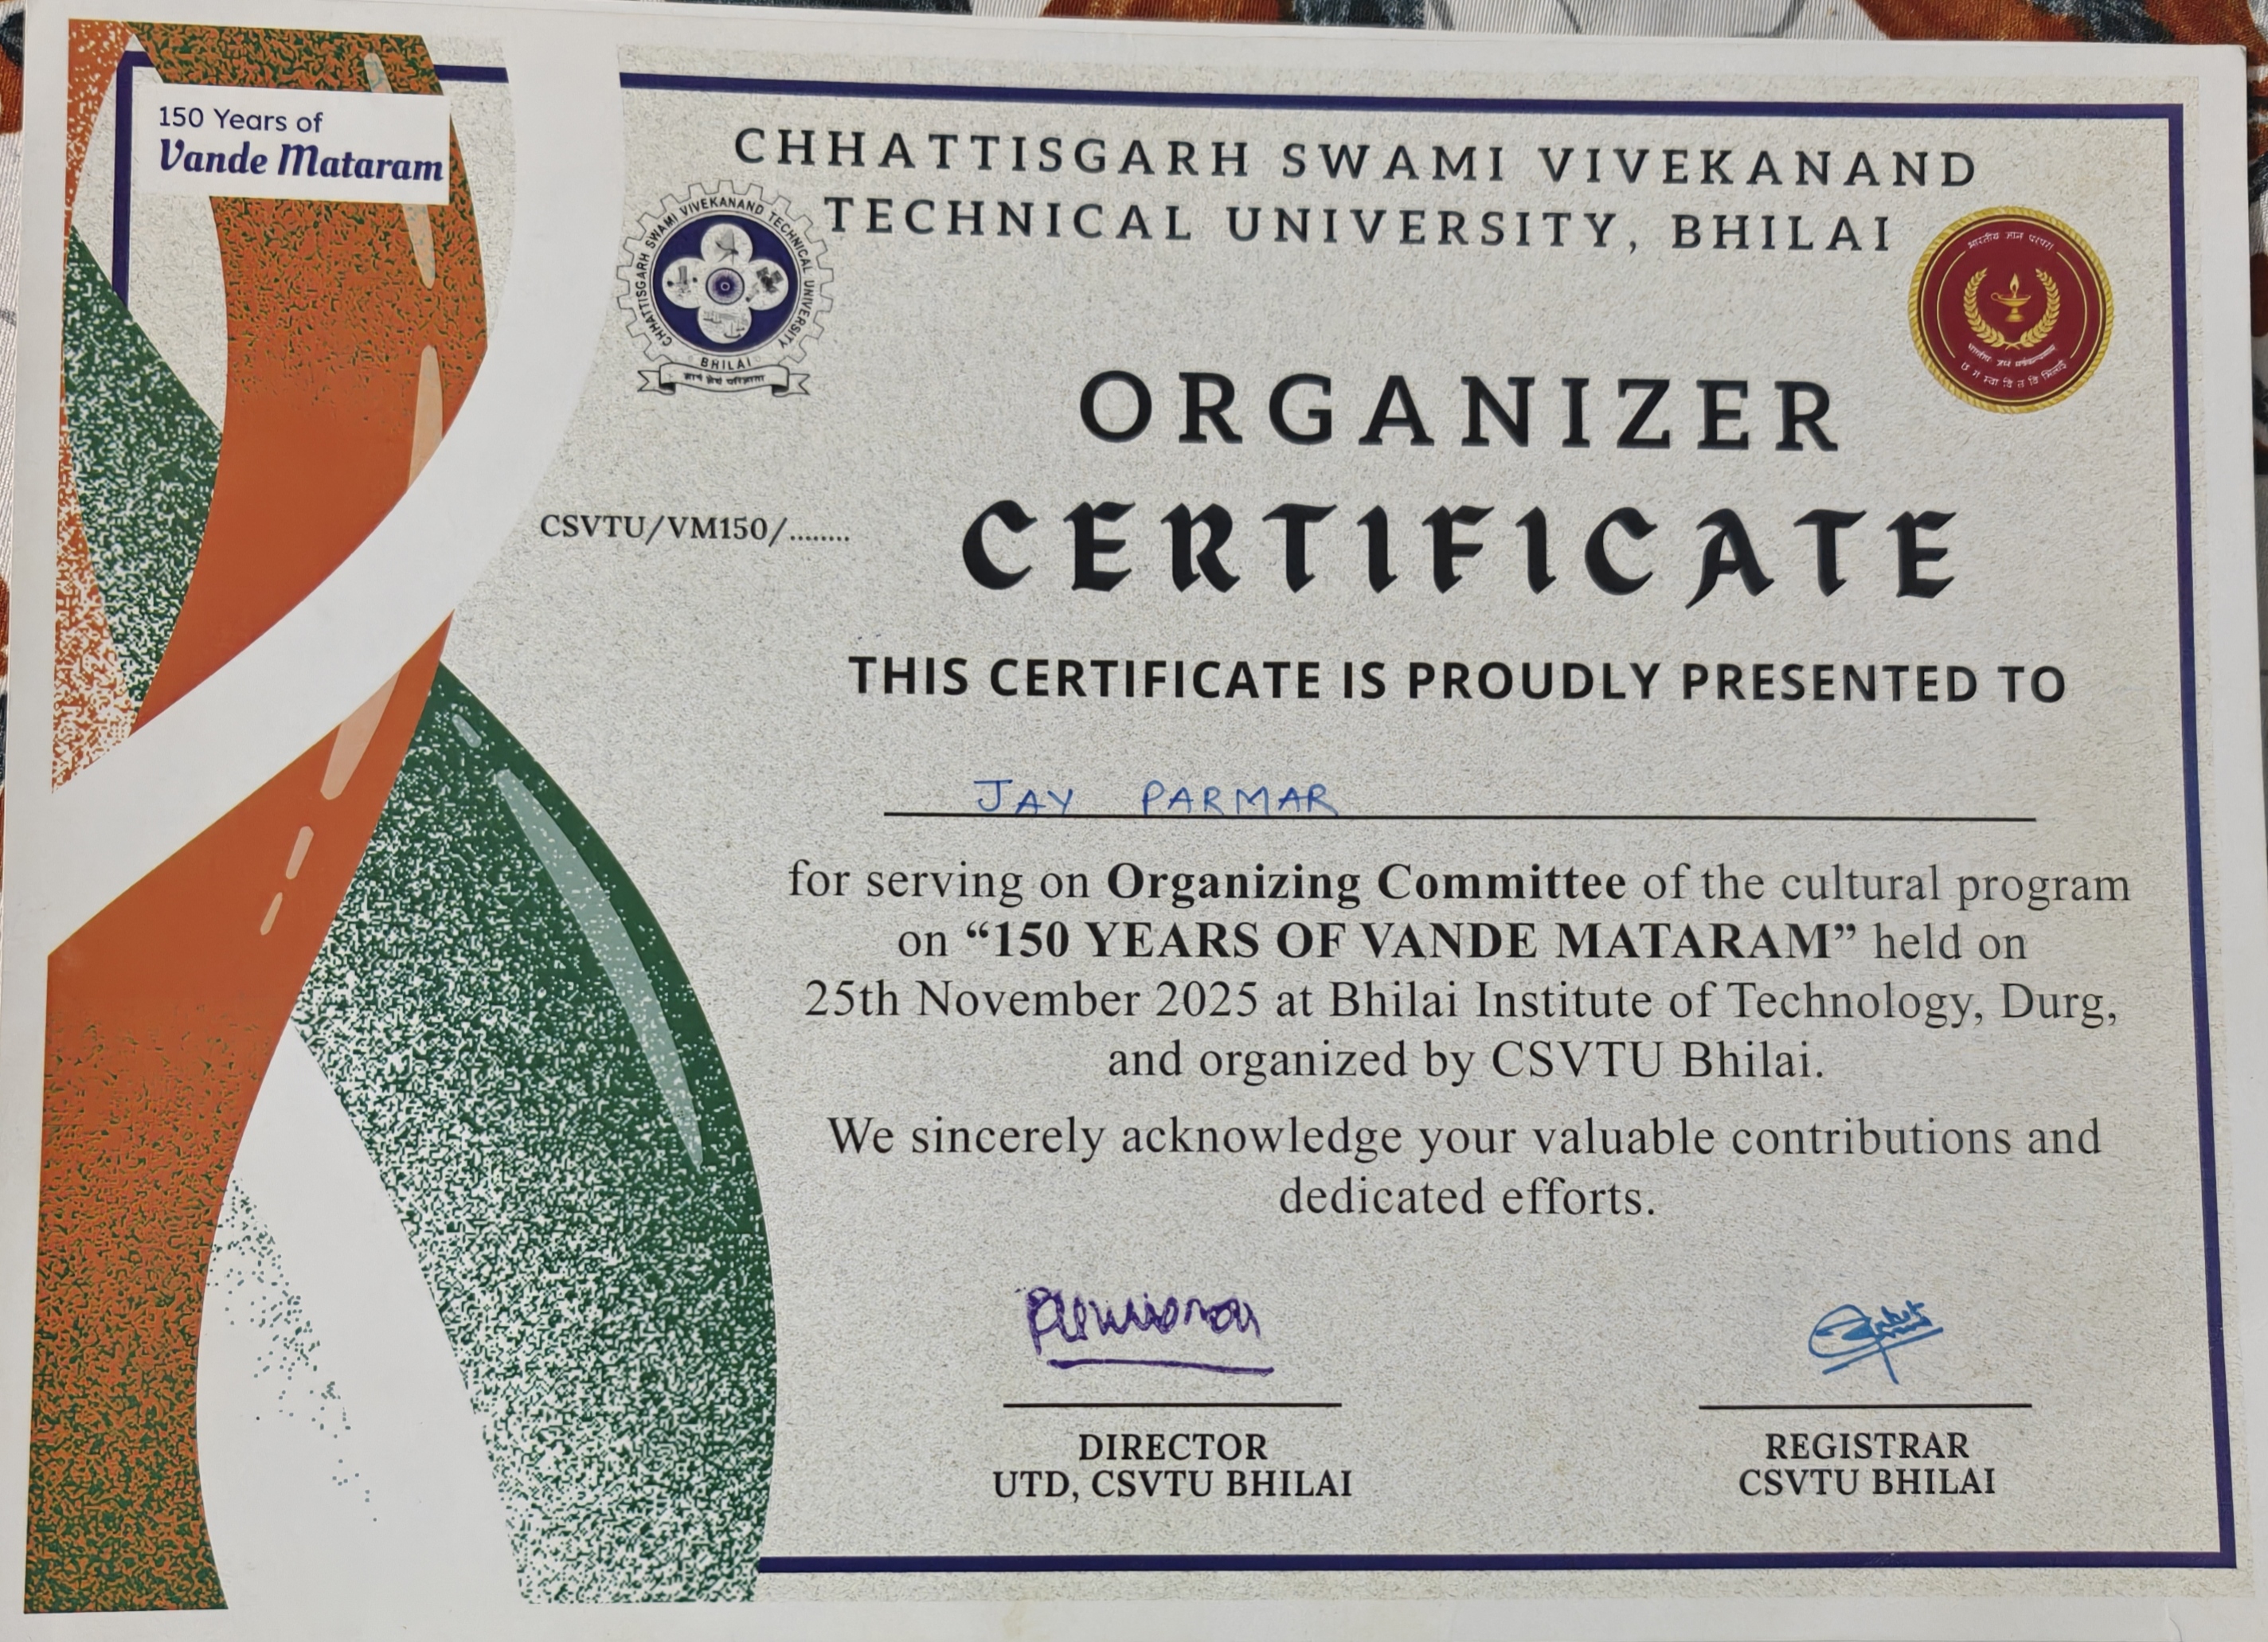 150 Years of
Vande Mataram
CHHATTISGARH SWAMI VIVEKANAND
TECHNICAL UNIVERSITY, BHILAI
CHHATTISGARH SWAMI VIVEKANAND TECHNICAL UNIVERSITY
BHILAI
ORGANIZER
CERTIFICATE
CSVTU/VM150/........
THIS CERTIFICATE IS PROUDLY PRESENTED TO
JAY PARMAR
for serving on Organizing Committee of the cultural program
on “150 YEARS OF VANDE MATARAM” held on
25th November 2025 at Bhilai Institute of Technology, Durg,
and organized by CSVTU Bhilai.
We sincerely acknowledge your valuable contributions and
dedicated efforts.
DIRECTOR
UTD, CSVTU BHILAI
REGISTRAR
CSVTU BHILAI